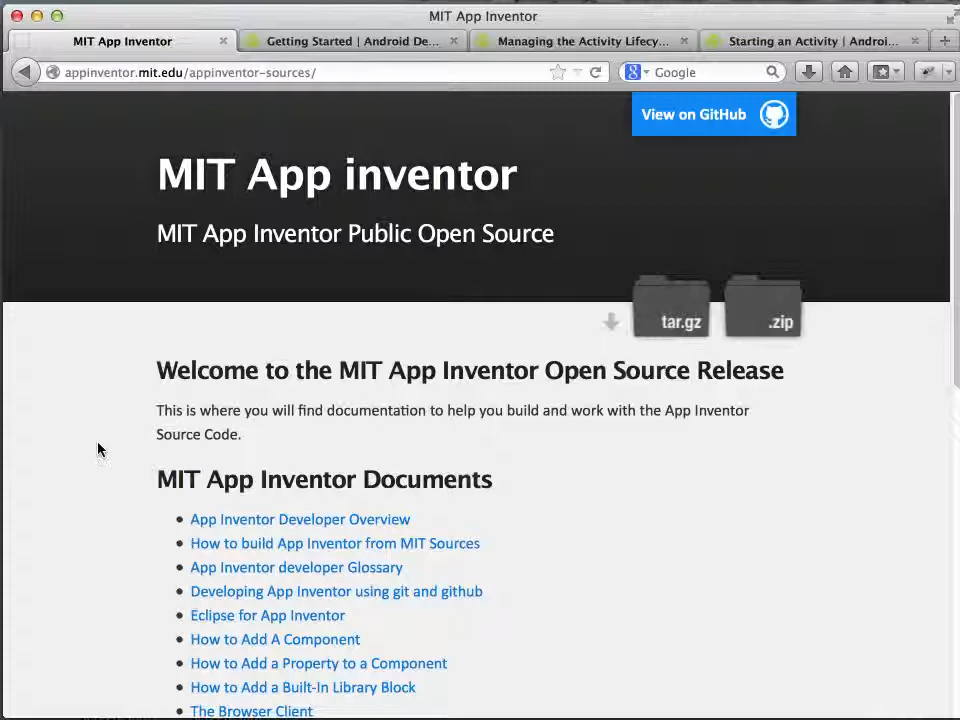 MIT App Inventor
MIT App Inventor
Getting Started | Android De...
Managing the Activity Lifecy...
Starting an Activity | Androi...
appinventor.mit.edu/appinventor-sources/
Google
View on GitHub
MIT App inventor
MIT App Inventor Public Open Source
tar.gz
.zip
Welcome to the MIT App Inventor Open Source Release
This is where you will find documentation to help you build and work with the App Inventor
Source Code.
MIT App Inventor Documents
App Inventor Developer Overview
How to build App Inventor from MIT Sources
App Inventor developer Glossary
Developing App Inventor using git and github
Eclipse for App Inventor
How to Add A Component
How to Add a Property to a Component
How to Add a Built-In Library Block
The Browser Client